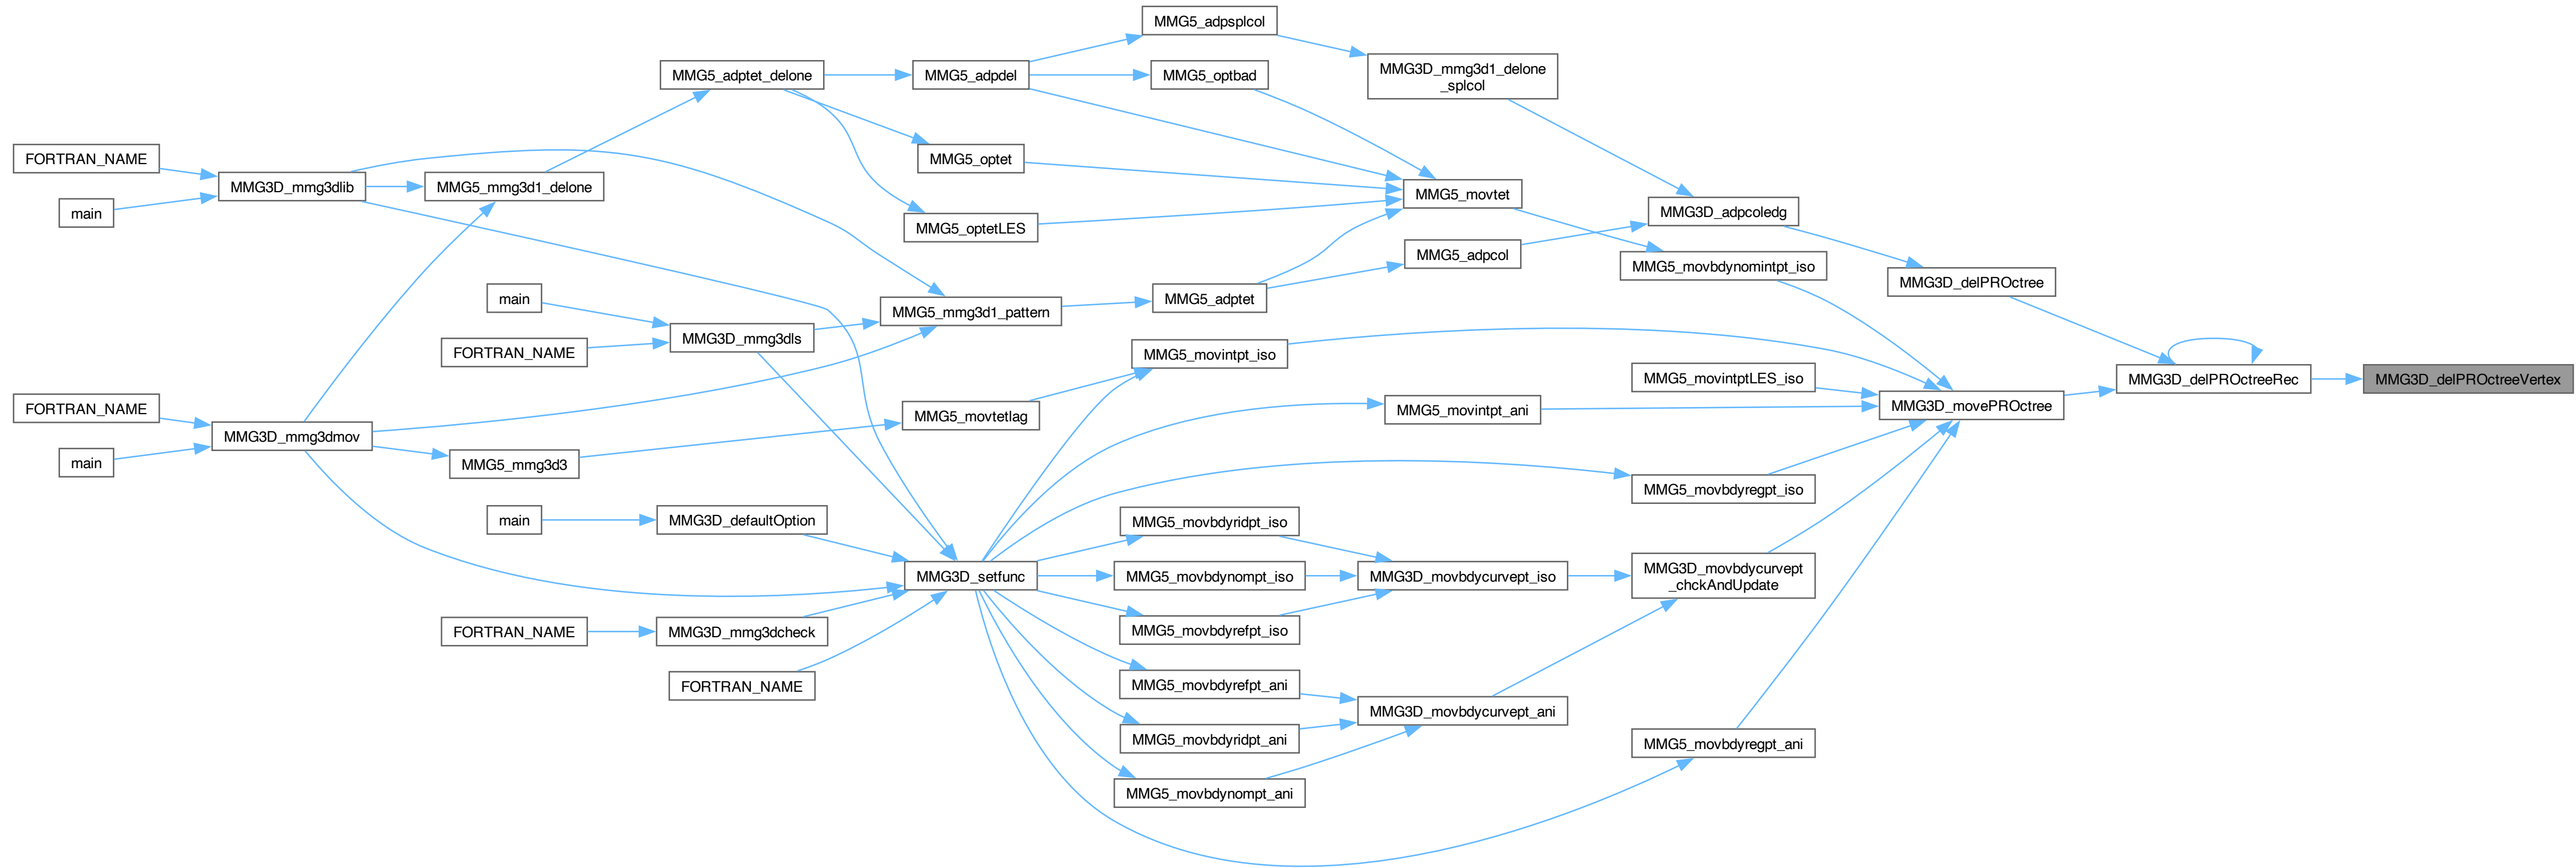 MMG5_adpsplcol
MMG5_adptet_delone
MMG5_adpdel
MMG5_optbad
MMG3D_mmg3d1_delone
_splcol
FORTRAN_NAME
MMG3D_mmg3dlib
main
MMG5_mmg3d1_delone
MMG5_optet
MMG5_optetLES
MMG5_movtet
MMG3D_adpcoledg
MMG5_adpcol
MMG5_movbdynomintpt_iso
MMG3D_delPROctree
main
MMG5_mmg3d1_pattern
MMG5_adptet
MMG3D_mmg3dls
FORTRAN_NAME
MMG5_movintpt_iso
MMG5_movintptLES_iso
MMG3D_delPROctreeRec
MMG3D_delPROctreeVertex
FORTRAN_NAME
MMG3D_mmg3dmov
main
MMG5_mmg3d3
MMG5_movtetlag
MMG5_movintpt_ani
MMG3D_movePROctree
MMG5_movbdyregpt_iso
main
MMG3D_defaultOption
MMG5_movbdyridpt_iso
MMG3D_setfunc
MMG5_movbdynompt_iso
MMG3D_movbdycurvept_iso
MMG3D_movbdycurvept
_chckAndUpdate
FORTRAN_NAME
MMG3D_mmg3dcheck
MMG5_movbdyrefpt_iso
FORTRAN_NAME
MMG5_movbdyrefpt_ani
MMG3D_movbdycurvept_ani
MMG5_movbdyridpt_ani
MMG5_movbdyregpt_ani
MMG5_movbdynompt_ani